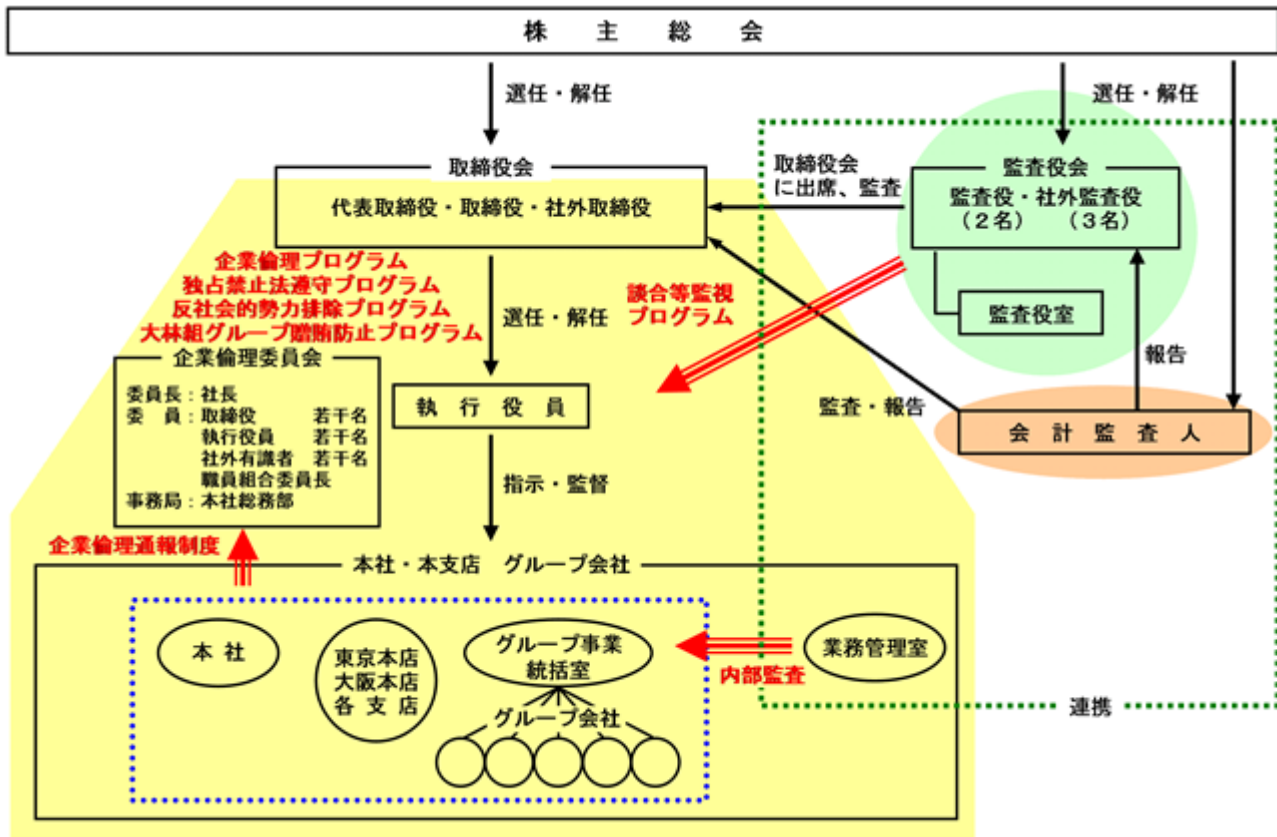 株 主 総 会
選任・解任
選任・解任
取締役会
代表取締役・取締役・社外取締役
取締役会
に出席、監査
監査役会
監査役・社外監査役
(2名) (3名)
監査役室
企業倫理プログラム
独占禁止法遵守プログラム
反社会的勢力排除プログラム
大林組グループ贈賄防止プログラム
選任・解任
談合等監視
プログラム
報告
企業倫理委員会
委員長:社長
委 員:取締役 若干名
執行役員 若干名
社外有識者 若干名
職員組合委員長
事務局:本社総務部
執 行 役 員
監査・報告
会 計 監 査 人
指示・監督
企業倫理通報制度
本社・本支店 グループ会社
本 社
東京本店
大阪本店
各 支 店
グループ事業
統括室
グループ会社
内部監査
業務管理室
連携